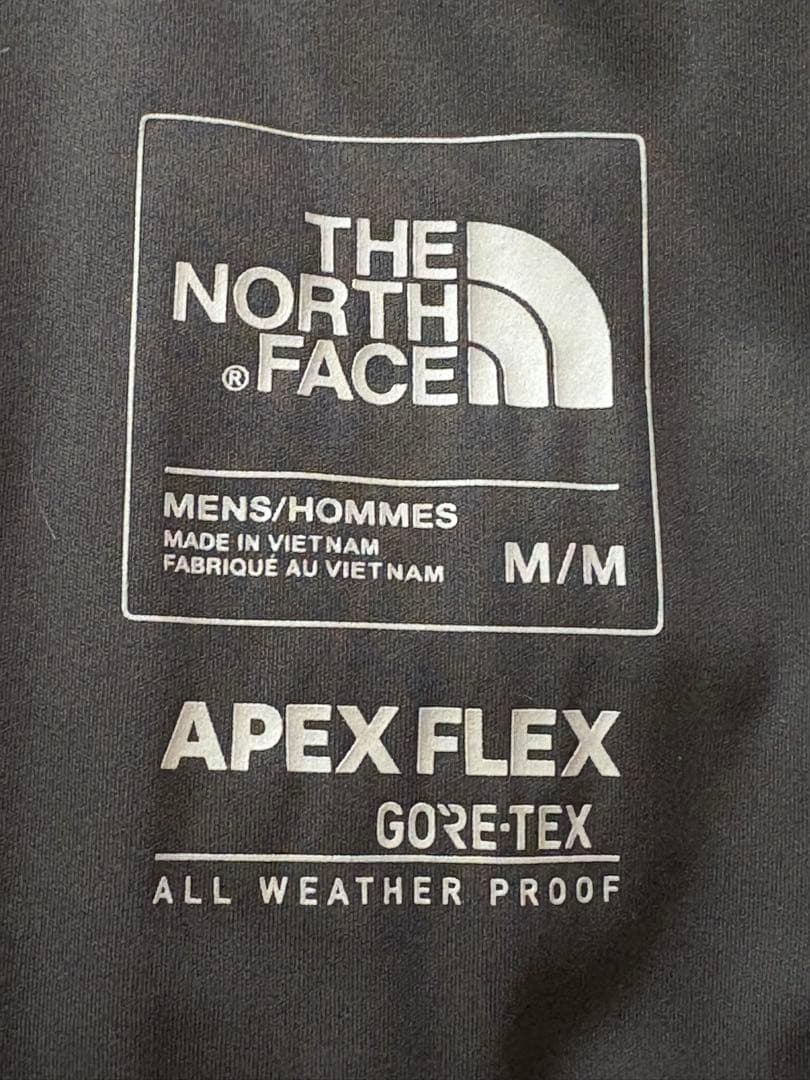 THE
NORTH
®FACE
MENS/HOMMES
MADE IN VIETNAM
FABRIQUÉ AU VIETNAM
M/M
APEX FLEX
GORE-TEX
ALL WEATHER PROOF